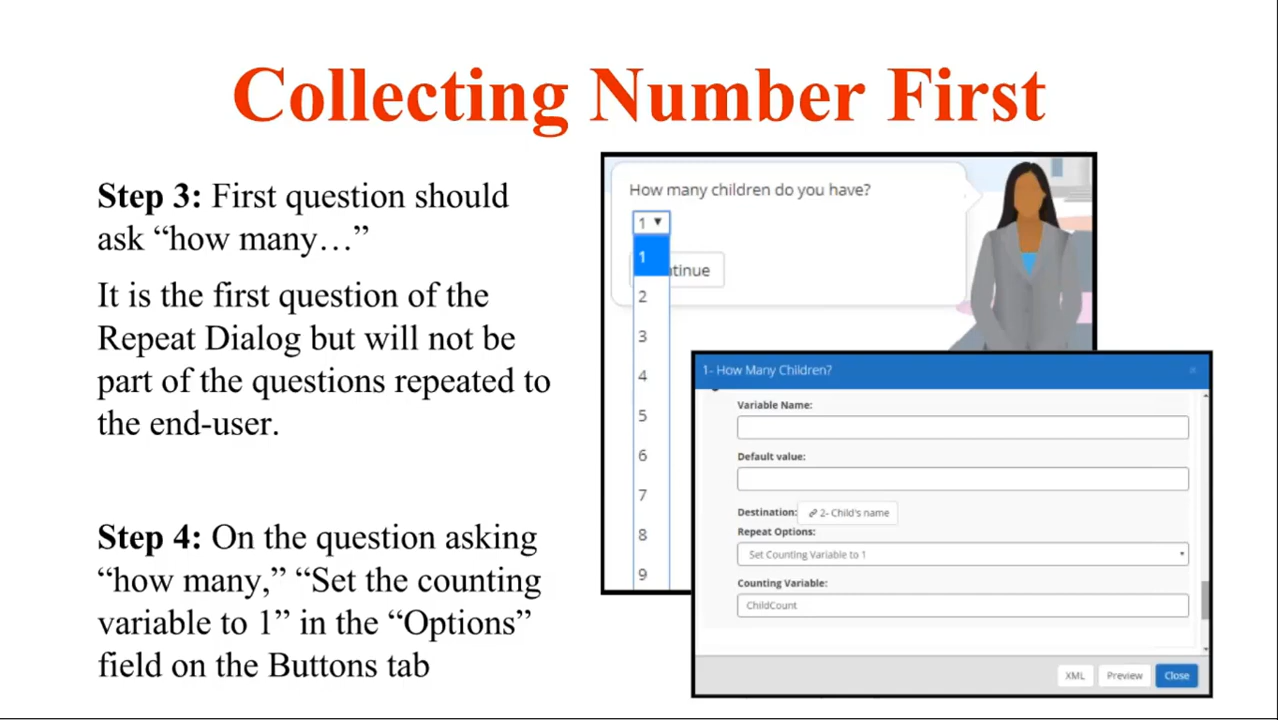 Collecting Number First
Step 3: First question should
ask “how many…”
It is the first question of the
Repeat Dialog but will not be
part of the questions repeated to
the end-user.
Step 4: On the question asking
“how many,” “Set the counting
variable to 1” in the “Options”
field on the Buttons tab
How many children do you have?
1
1
tinue
2
3
4
5
6
7
8
9
1- How Many Children?
Variable Name:
Default value:
Destination: 2- Child's name
Repeat Options:
Set Counting Variable to 1
Counting Variable:
ChildCount
XML Preview Close